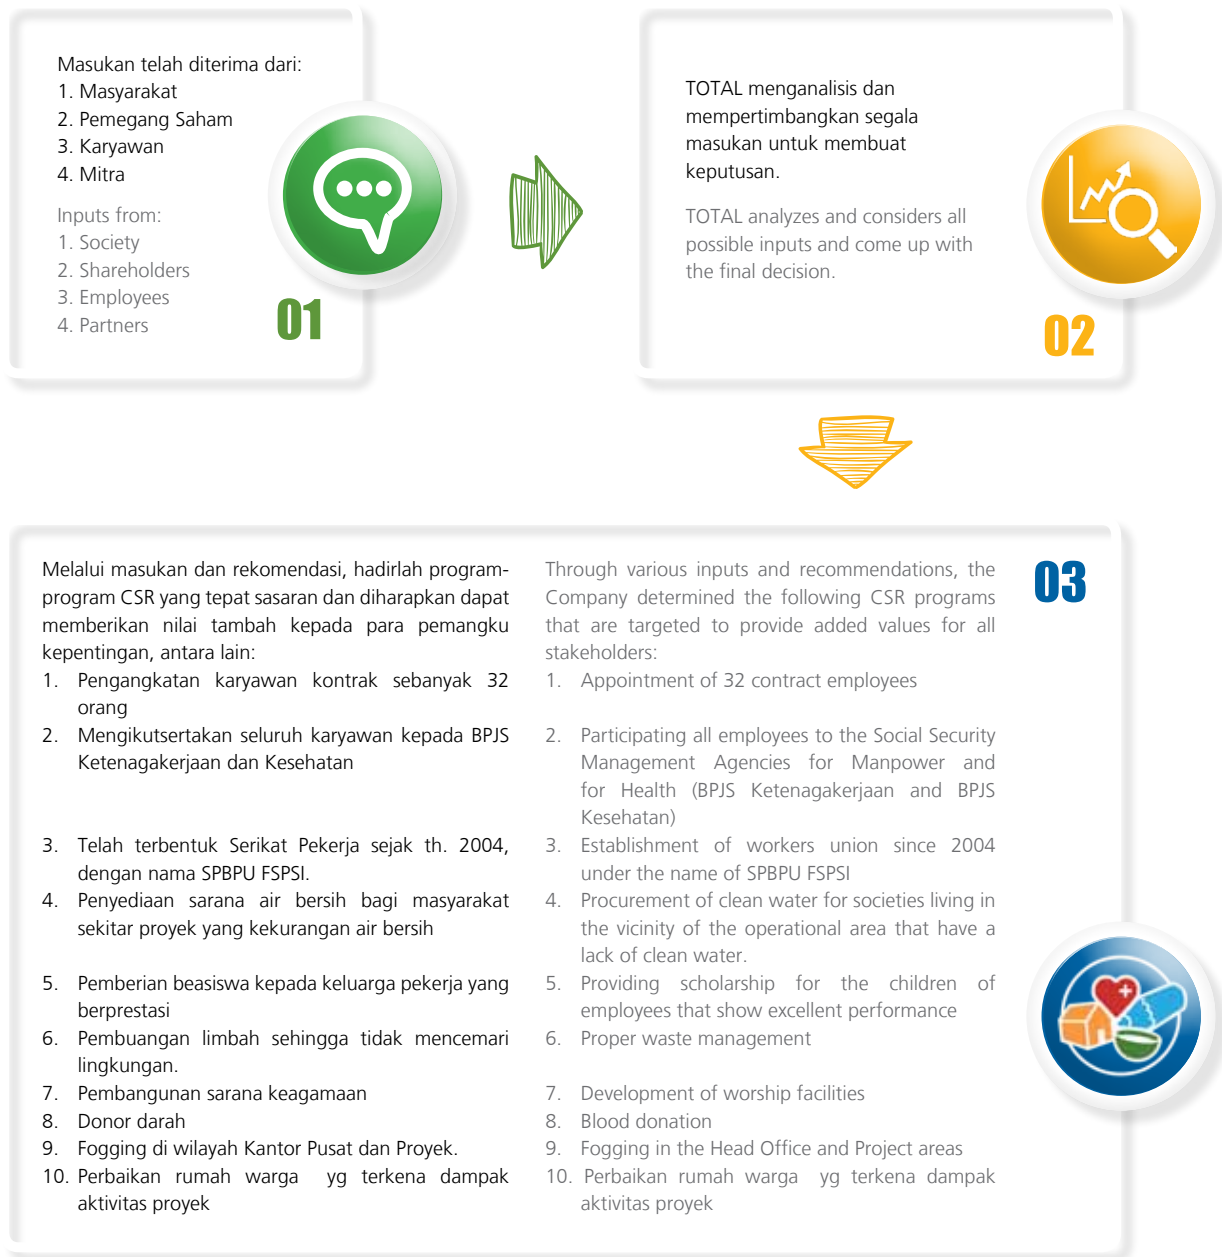 Masukan telah diterima dari:
1. Masyarakat
2. Pemegang Saham
3. Karyawan
4. Mitra
Inputs from:
1. Society
2. Shareholders
3. Employees
4. Partners
01
TOTAL menganalisis dan
mempertimbangkan segala
masukan untuk membuat
keputusan.
TOTAL analyzes and considers all
possible inputs and come up with
the final decision.
02
Melalui masukan dan rekomendasi, hadirlah program-
program CSR yang tepat sasaran dan diharapkan dapat
memberikan nilai tambah kepada para pemangku
kepentingan, antara lain:
1. Pengangkatan karyawan kontrak sebanyak 32
orang
2. Mengikutsertakan seluruh karyawan kepada BPJS
Ketenagakerjaan dan Kesehatan
3. Telah terbentuk Serikat Pekerja sejak th. 2004,
dengan nama SPBPU FSPSI.
4. Penyediaan sarana air bersih bagi masyarakat
sekitar proyek yang kekurangan air bersih
5. Pemberian beasiswa kepada keluarga pekerja yang
berprestasi
6. Pembuangan limbah sehingga tidak mencemari
lingkungan.
7. Pembangunan sarana keagamaan
8. Donor darah
9. Fogging di wilayah Kantor Pusat dan Proyek.
10. Perbaikan rumah warga yg terkena dampak
aktivitas proyek
Through various inputs and recommendations, the
Company determined the following CSR programs
that are targeted to provide added values for all
stakeholders:
1. Appointment of 32 contract employees
2. Participating all employees to the Social Security
Management Agencies for Manpower and
for Health (BPJS Ketenagakerjaan and BPJS
Kesehatan)
3. Establishment of workers union since 2004
under the name of SPBPU FSPSI
4. Procurement of clean water for societies living in
the vicinity of the operational area that have a
lack of clean water.
5. Providing scholarship for the children of
employees that show excellent performance
6. Proper waste management
7. Development of worship facilities
8. Blood donation
9. Fogging in the Head Office and Project areas
10. Perbaikan rumah warga yg terkena dampak
aktivitas proyek
03